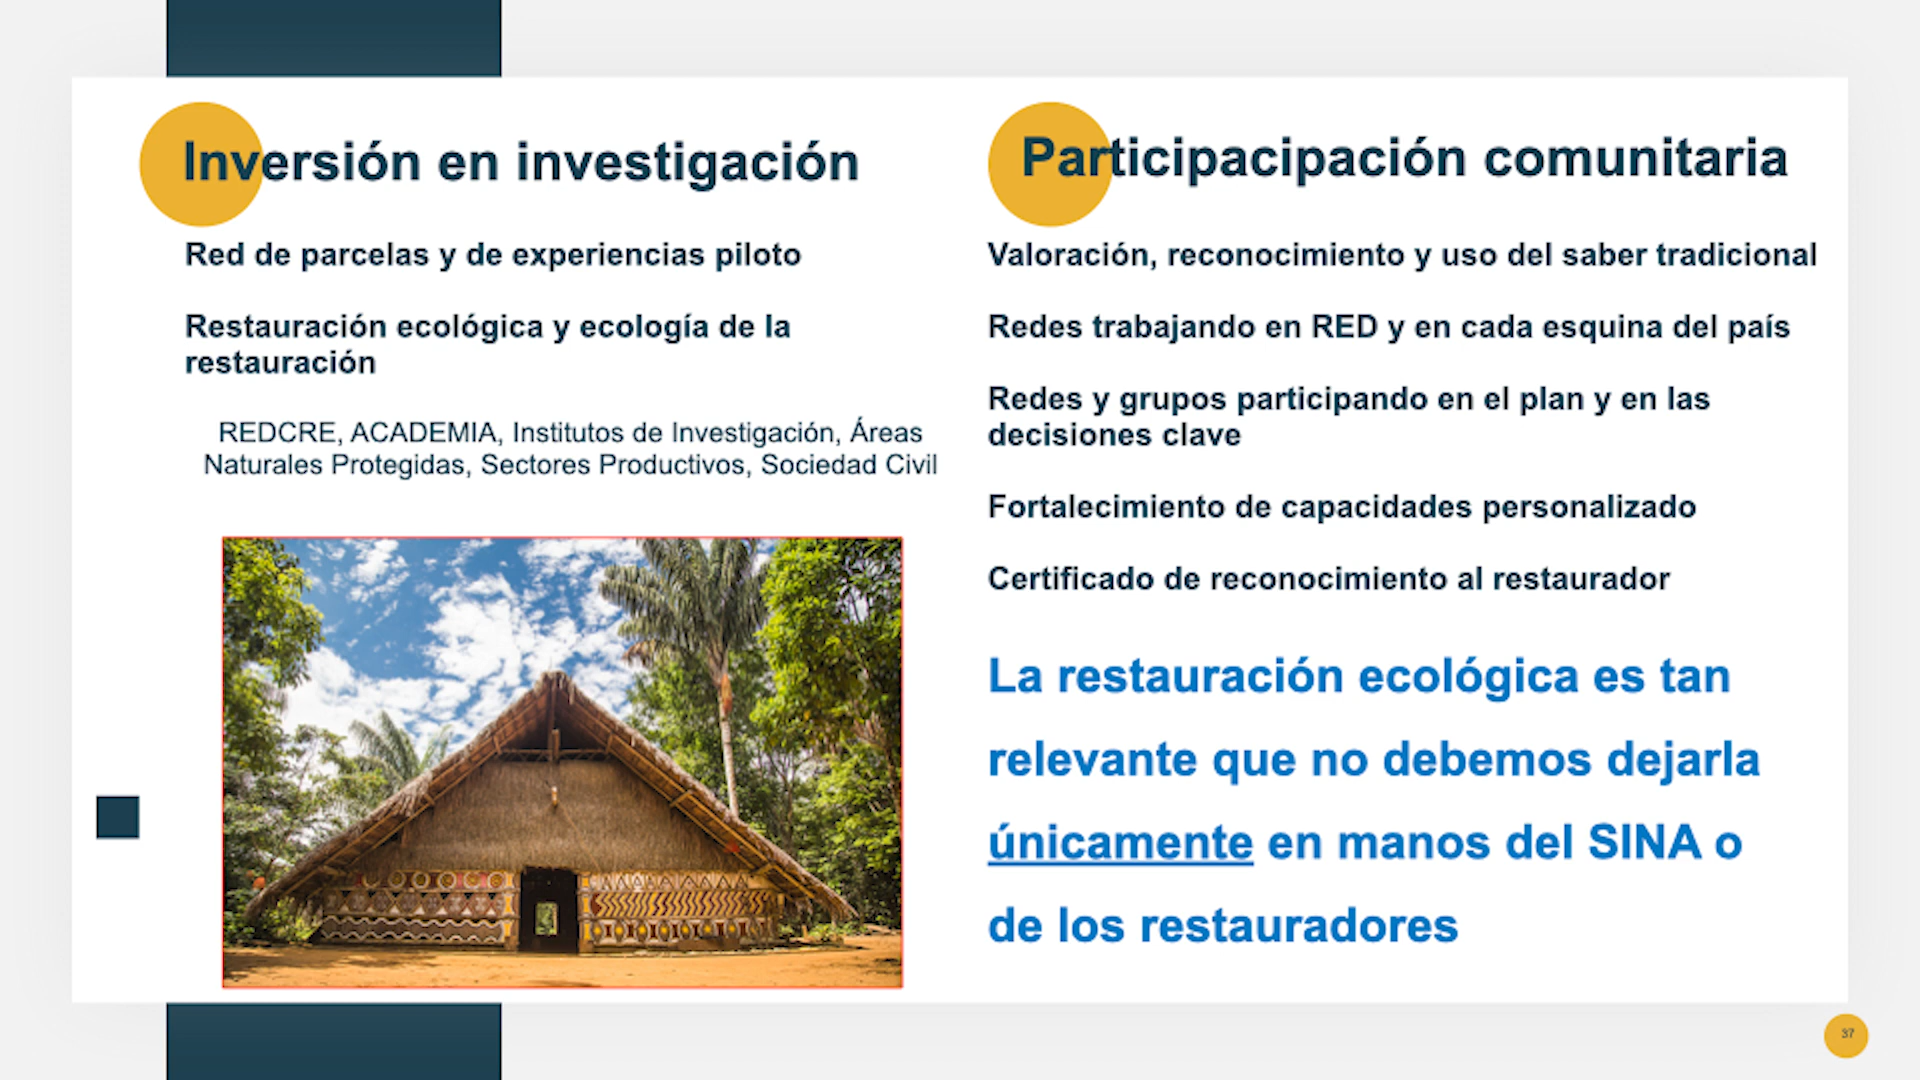 Inversión en investigación
Red de parcelas y de experiencias piloto
Restauración ecológica y ecología de la
restauración
REDCRE, ACADEMIA, Institutos de Investigación, Áreas
Naturales Protegidas, Sectores Productivos, Sociedad Civil
Participacipación comunitaria
Valoración, reconocimiento y uso del saber tradicional
Redes trabajando en RED y en cada esquina del país
Redes y grupos participando en el plan y en las
decisiones clave
Fortalecimiento de capacidades personalizado
Certificado de reconocimiento al restaurador
La restauración ecológica es tan
relevante que no debemos dejarla
únicamente en manos del SINA o
de los restauradores
37